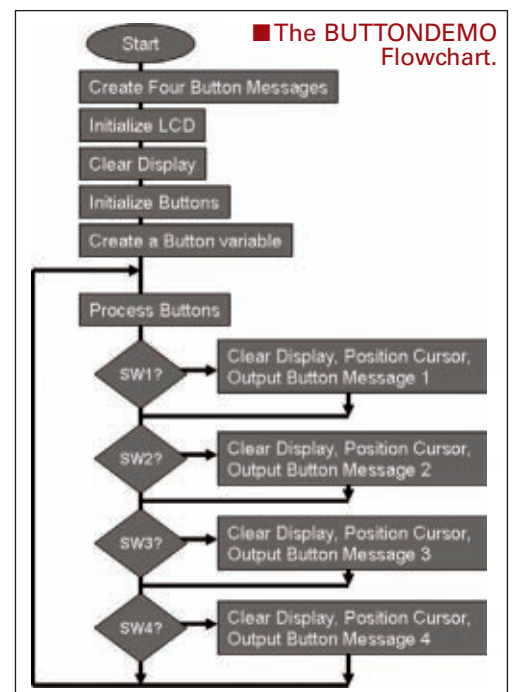 ■The BUTTONDEMO
Flowchart.
Start
Create Four Button Messages
Initialize LCD
Clear Display
Initialize Buttons
Create a Button variable
Process Buttons
SW1?
Clear Display, Position Cursor,
Output Button Message 1
SW2?
Clear Display, Position Cursor,
Output Button Message 2
SW3?
Clear Display, Position Cursor,
Output Button Message 3
SW4?
Clear Display, Position Cursor,
Output Button Message 4